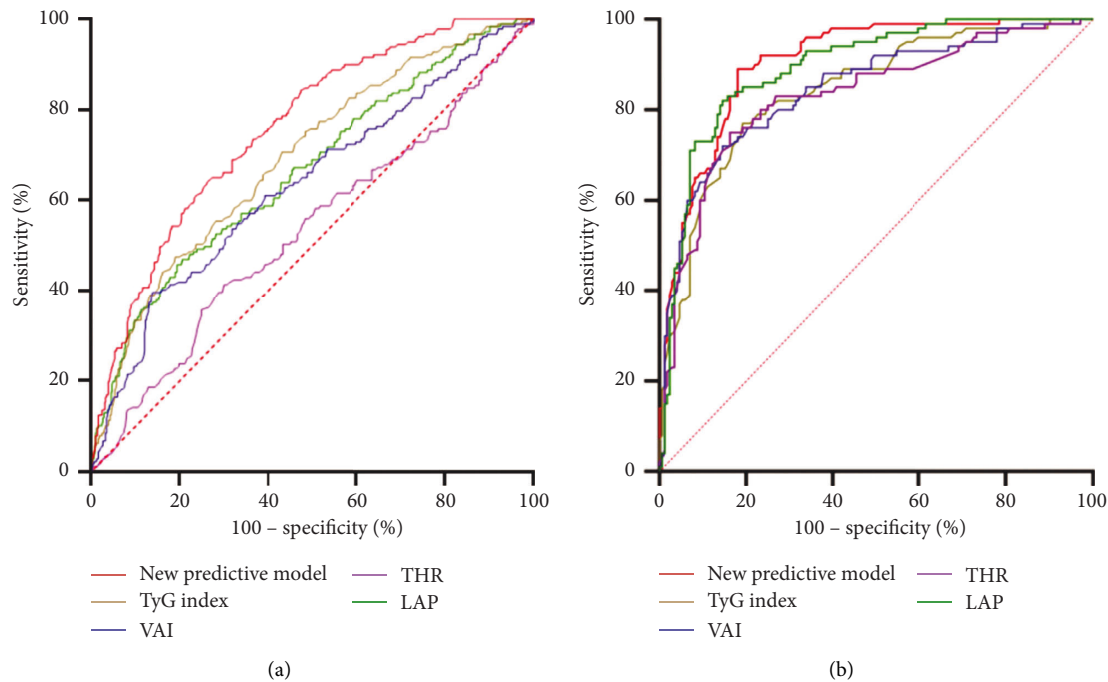 100
80
60
40
20
0
Sensitivity (%)
0 20 40 60 80 100
100 – specificity (%)
New predictive model
TyG index
VAI
THR
LAP
(a)
100
80
60
40
20
0
Sensitivity (%)
0 20 40 60 80 100
100 – specificity (%)
New predictive model
TyG index
VAI
THR
LAP
(b)